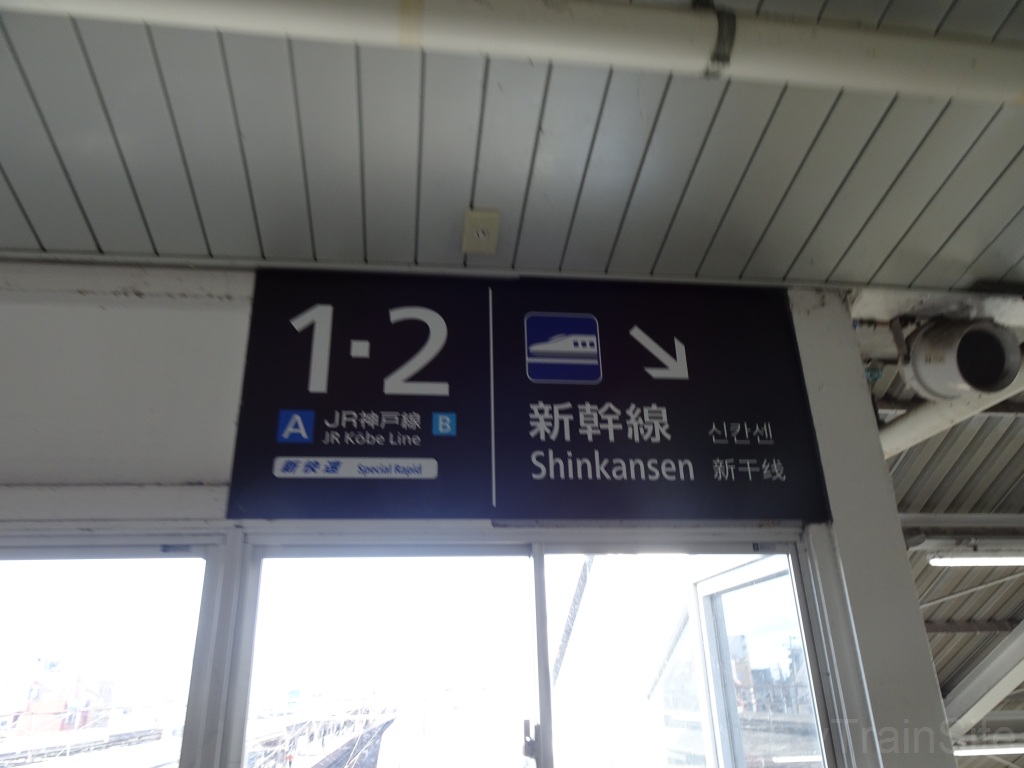 1・2
A JR神戸線 B
JR Kōbe Line
新快速 Special Rapid
新幹線 신칸센
Shinkansen 新干线
TrainSite